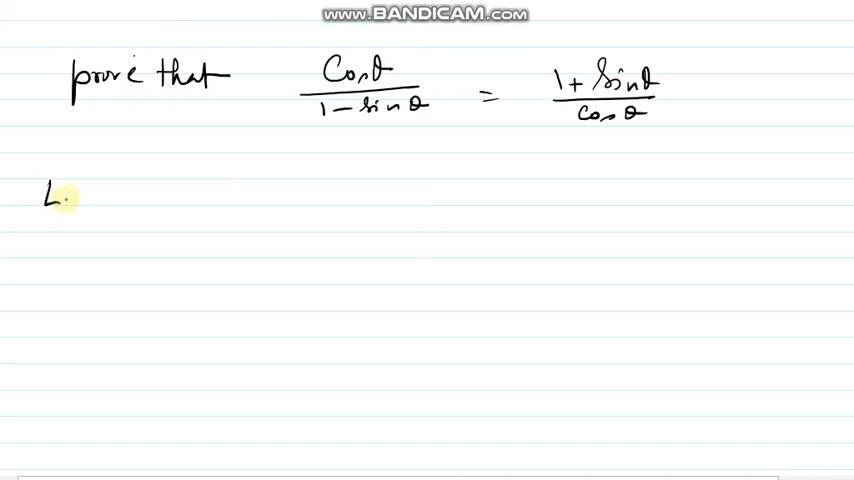 www.BANDICAM.com
prove that cosθ / 1 - sinθ = 1 + sinθ / cosθ
L.